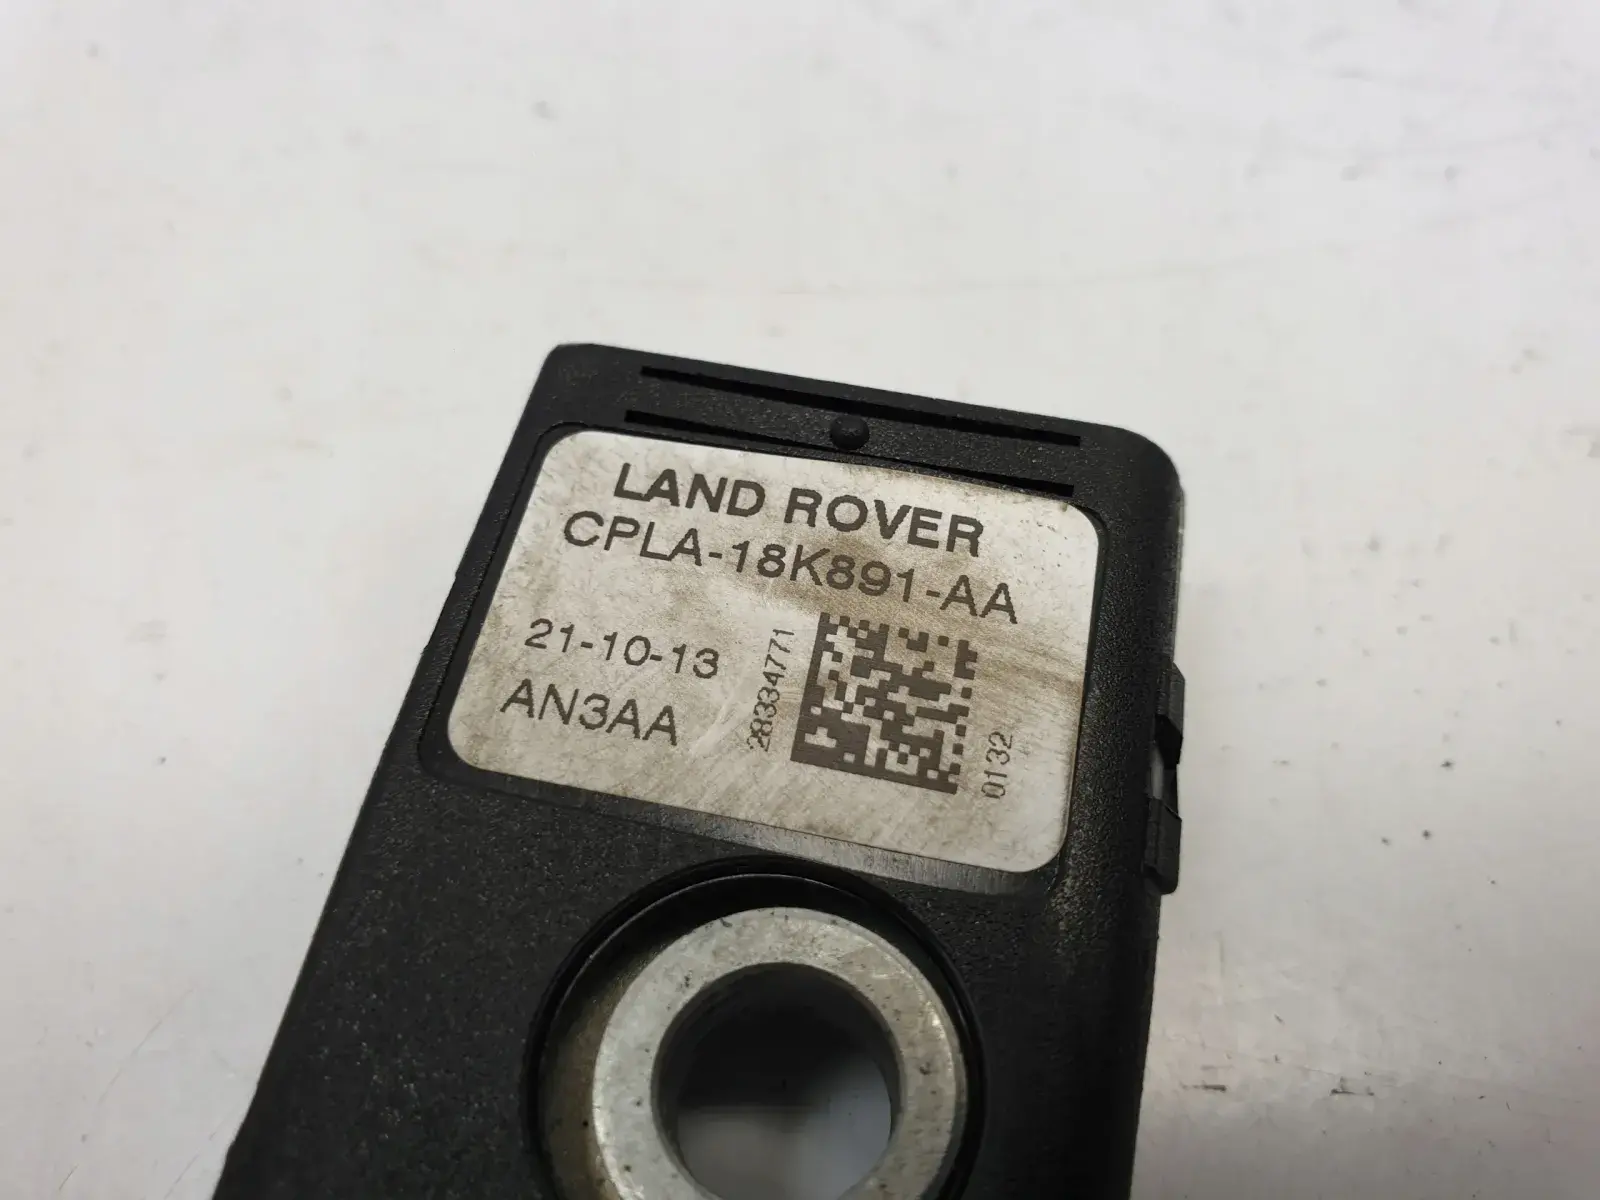 LAND ROVER
CPLA-18K891-AA
21-10-13
AN3AA
28334771
0132